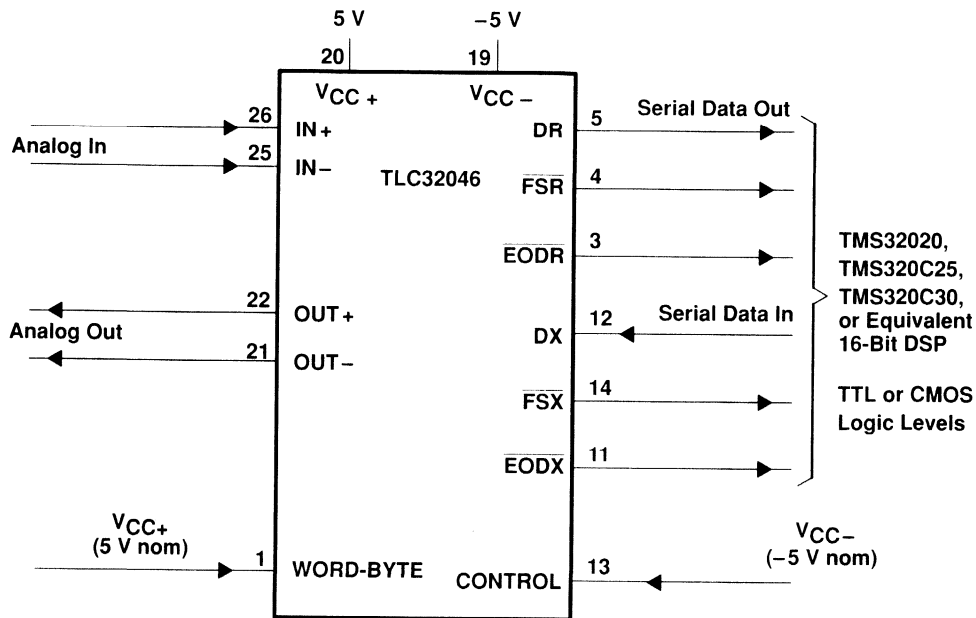 5 V
–5 V
20
19
VCC +
VCC –
26
IN+
Analog In
25
IN–
TLC32046
DR
5
Serial Data Out
FSR
4
EODR
3
22
OUT+
Analog Out
21
OUT–
DX
12
Serial Data In
FSX
14
EODX
11
TMS32020,
TMS320C25,
TMS320C30,
or Equivalent
16-Bit DSP
TTL or CMOS
Logic Levels
VCC+
(5 V nom)
1
WORD-BYTE
CONTROL
13
VCC–
(–5 V nom)